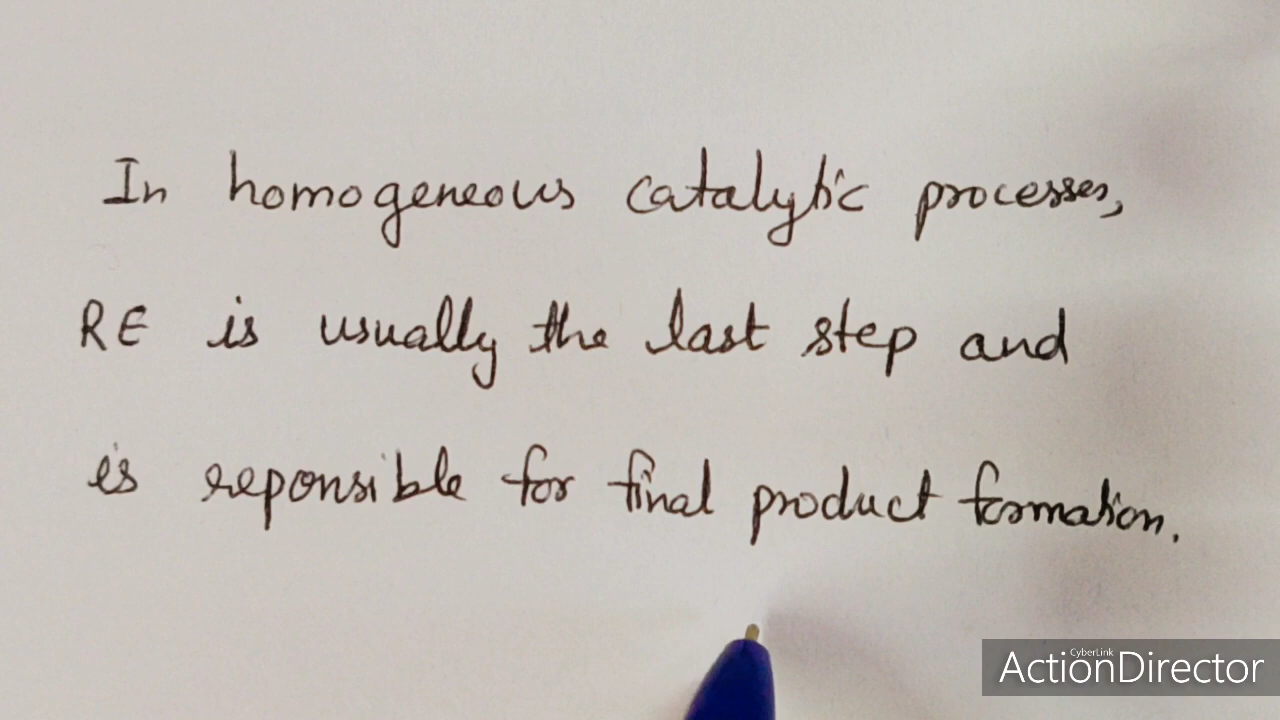 In homogeneous catalytic processes,
RE is usually the last step and
is reponsible for final product formation.
CyberLink
ActionDirector